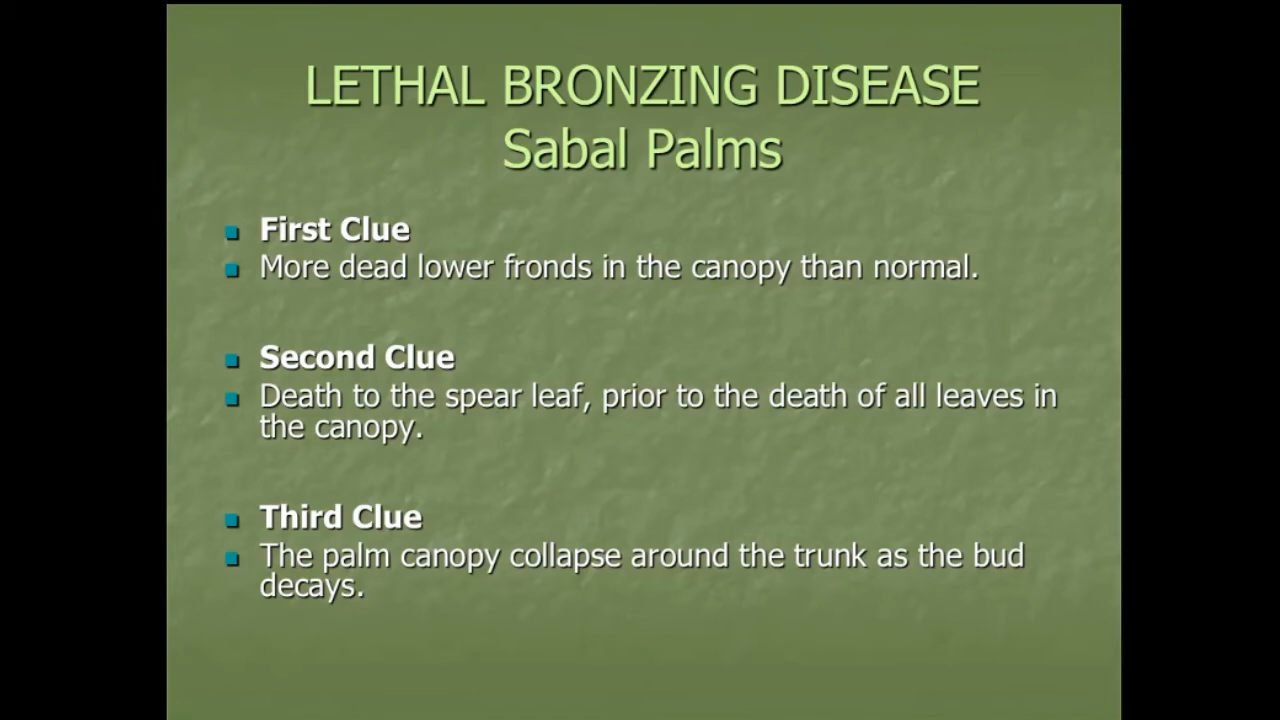 LETHAL BRONZING DISEASE
Sabal Palms
First Clue
More dead lower fronds in the canopy than normal.
Second Clue
Death to the spear leaf, prior to the death of all leaves in
the canopy.
Third Clue
The palm canopy collapse around the trunk as the bud
decays.